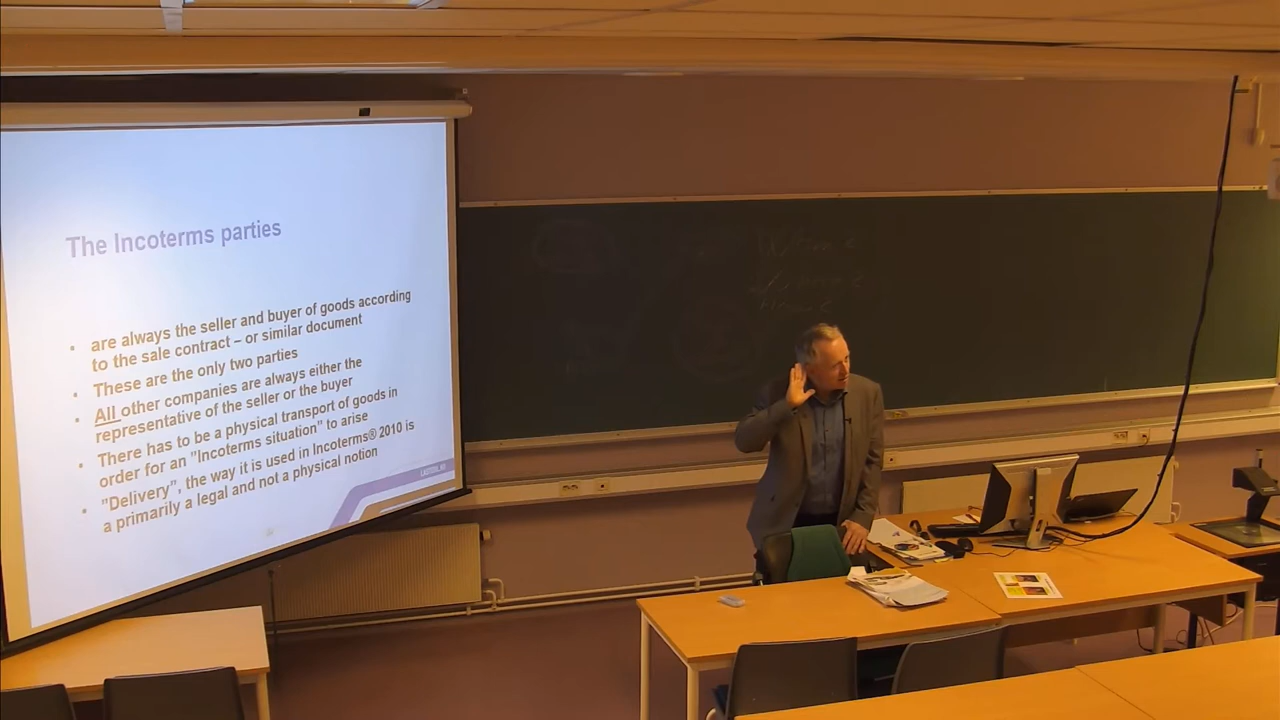 The Incoterms parties
• are always the seller and buyer of goods according
to the sale contract – or similar document
• These are the only two parties
• All other companies are always either the
representative of the seller or the buyer
• There has to be a physical transport of goods in
order for an "Incoterms situation" to arise
• "Delivery", the way it is used in Incoterms® 2010 is
a primarily a legal and not a physical notion